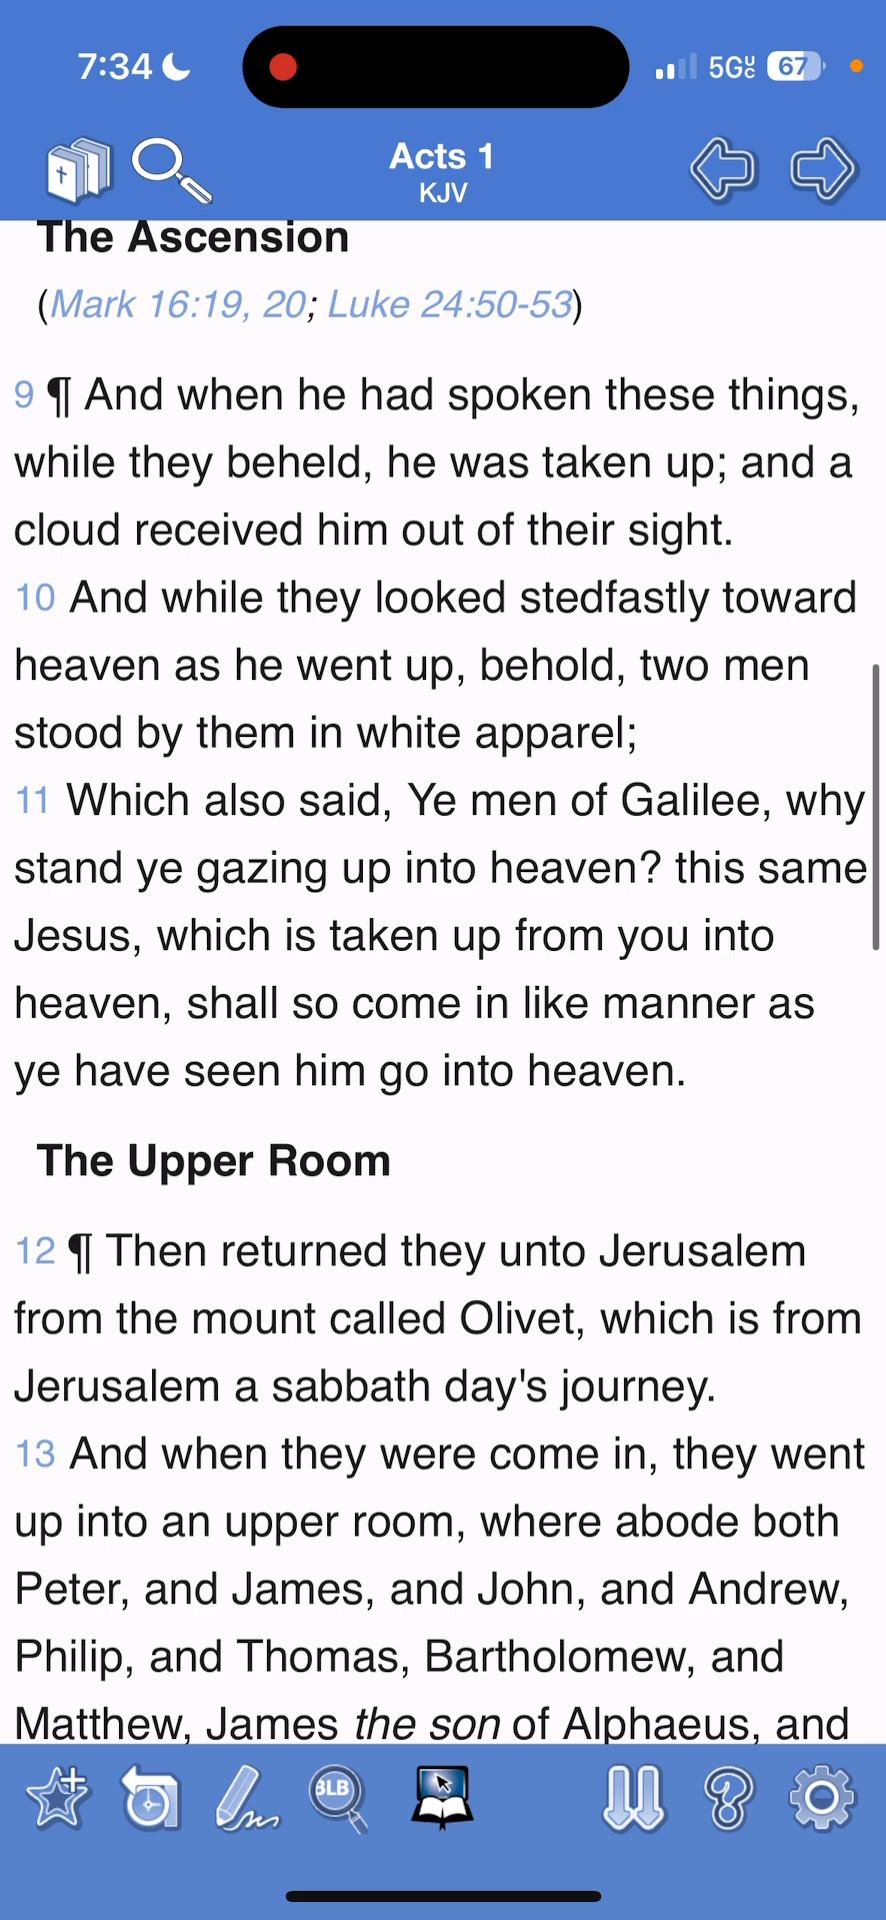 7:34
5G UC 67
Acts 1
KJV
The Ascension
(Mark 16:19, 20; Luke 24:50-53)
9 ¶ And when he had spoken these things,
while they beheld, he was taken up; and a
cloud received him out of their sight.
10 And while they looked stedfastly toward
heaven as he went up, behold, two men
stood by them in white apparel;
11 Which also said, Ye men of Galilee, why
stand ye gazing up into heaven? this same
Jesus, which is taken up from you into
heaven, shall so come in like manner as
ye have seen him go into heaven.
The Upper Room
12 ¶ Then returned they unto Jerusalem
from the mount called Olivet, which is from
Jerusalem a sabbath day's journey.
13 And when they were come in, they went
up into an upper room, where abode both
Peter, and James, and John, and Andrew,
Philip, and Thomas, Bartholomew, and
Matthew, James the son of Alphaeus, and
BLB